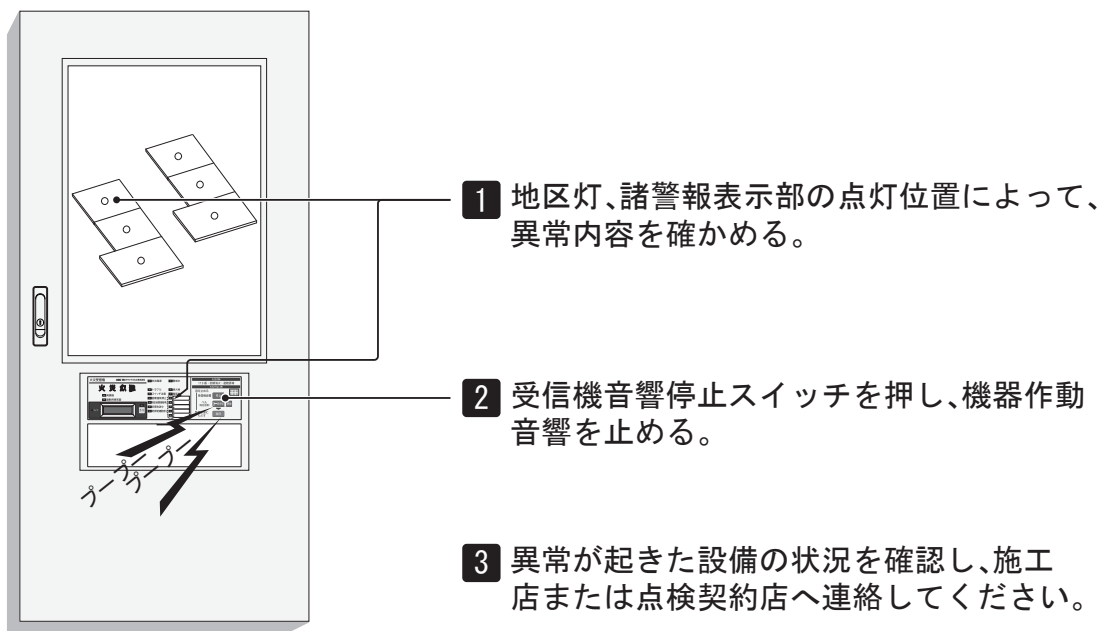 1 地区灯、諸警報表示部の点灯位置によって、
異常内容を確かめる。
火災試験
2 受信機音響停止スイッチを押し、機器作動
音響を止める。
プープー
プープー
3 異常が起きた設備の状況を確認し、施工
店または点検契約店へ連絡してください。